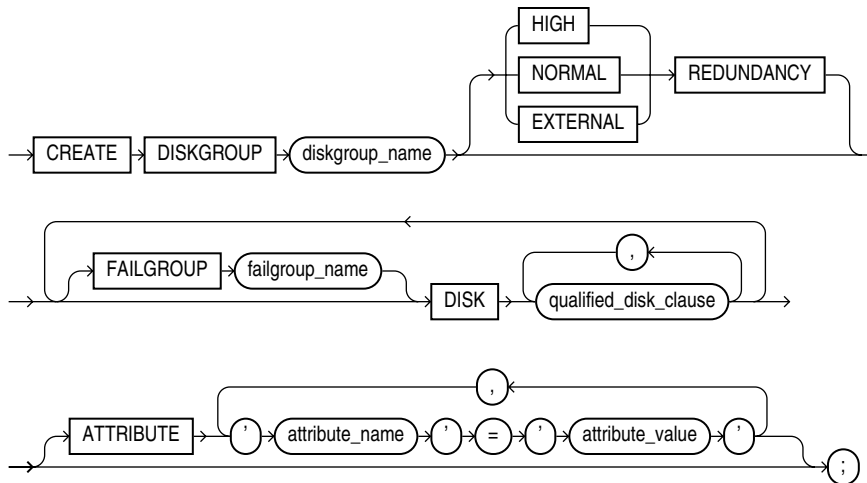 HIGH
NORMAL REDUNDANCY
EXTERNAL
CREATE DISKGROUP diskgroup_name
,
FAILGROUP failgroup_name
DISK qualified_disk_clause
,
ATTRIBUTE ' attribute_name ' = ' attribute_value '
;